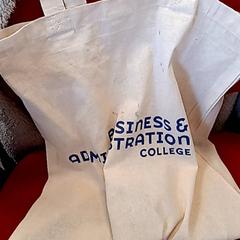 SINESS &
ADMI STRATION
COLLEGE